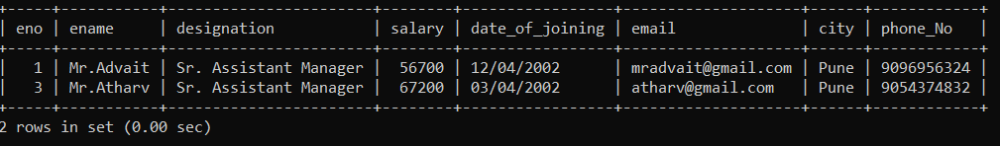 +------+-----------+-----------------------+--------+-----------------+---------------------+------+------------+
| eno | ename | designation | salary | date_of_joining | email | city | phone_No |
+------+-----------+-----------------------+--------+-----------------+---------------------+------+------------+
| 1 | Mr.Advait | Sr. Assistant Manager | 56700 | 12/04/2002 | mradvait@gmail.com | Pune | 9096956324 |
| 3 | Mr.Atharv | Sr. Assistant Manager | 67200 | 03/04/2002 | atharv@gmail.com | Pune | 9054374832 |
+------+-----------+-----------------------+--------+-----------------+---------------------+------+------------+
2 rows in set (0.00 sec)